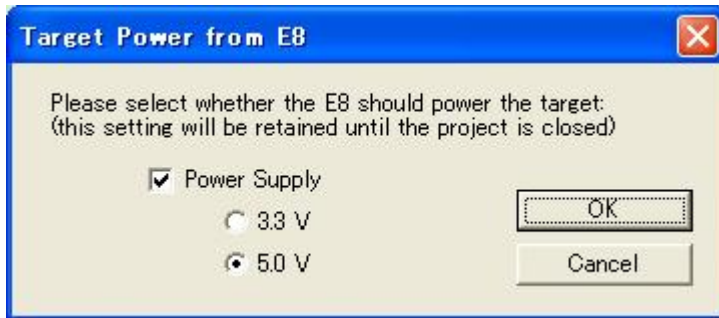 Target Power from E8
Please select whether the E8 should power the target:
(this setting will be retained until the project is closed)
Power Supply
3.3 V
5.0 V
OK
Cancel